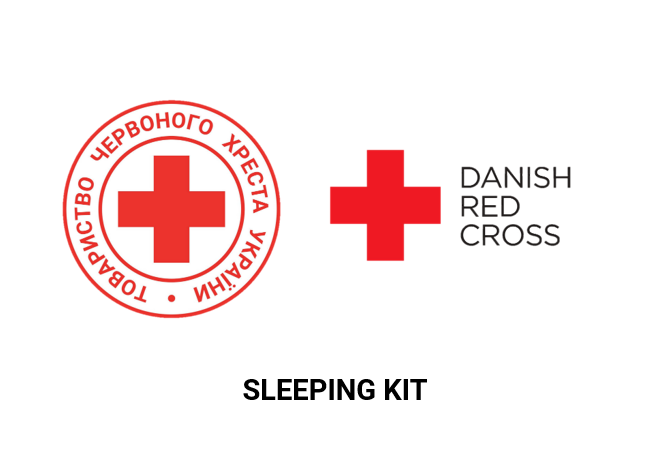 ТОВАРИСТВО ЧЕРВОНОГО ХРЕСТА УКРАЇНИ •
DANISH
RED
CROSS
SLEEPING KIT